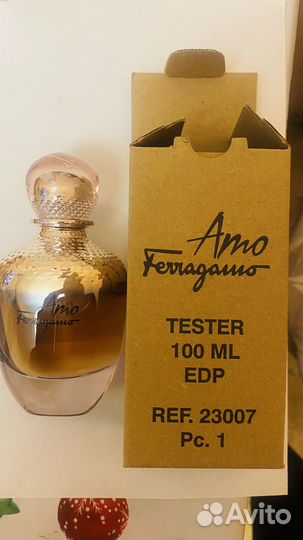 Amo
Ferragamo
TESTER
100 ML
EDP
REF. 23007
Pc. 1
Amo
Ferragamo
Avito